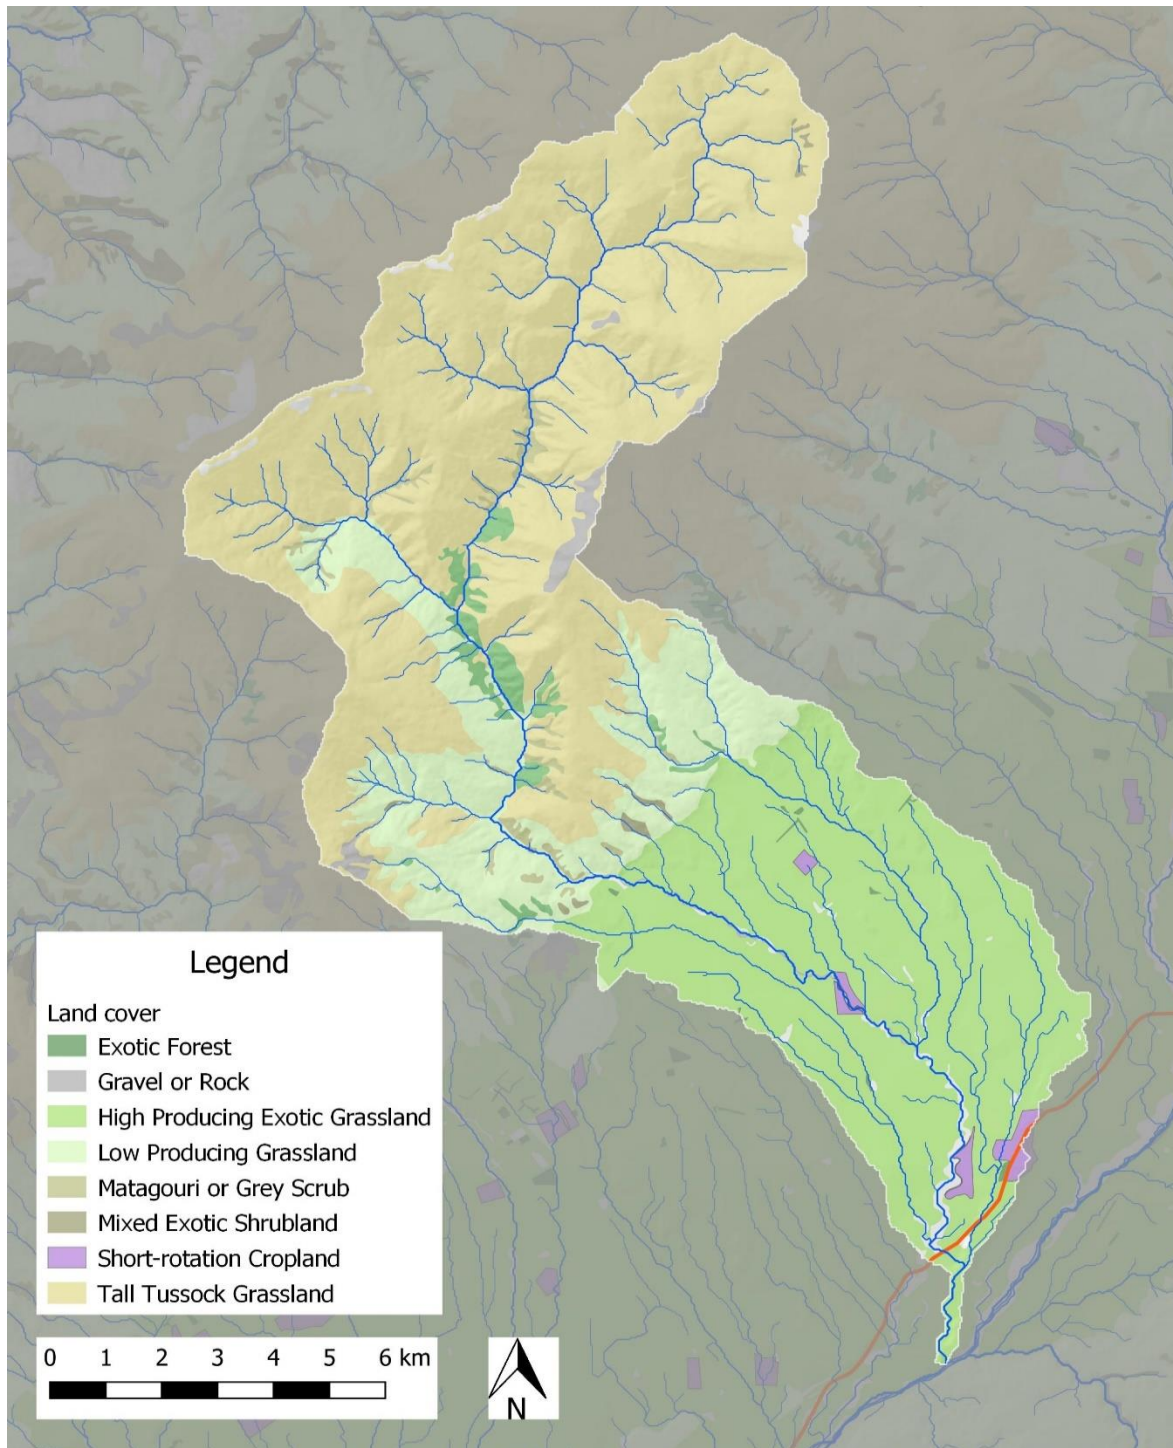 Legend
Land cover
Exotic Forest
Gravel or Rock
High Producing Exotic Grassland
Low Producing Grassland
Matagouri or Grey Scrub
Mixed Exotic Shrubland
Short-rotation Cropland
Tall Tussock Grassland
0 1 2 3 4 5 6 km
N